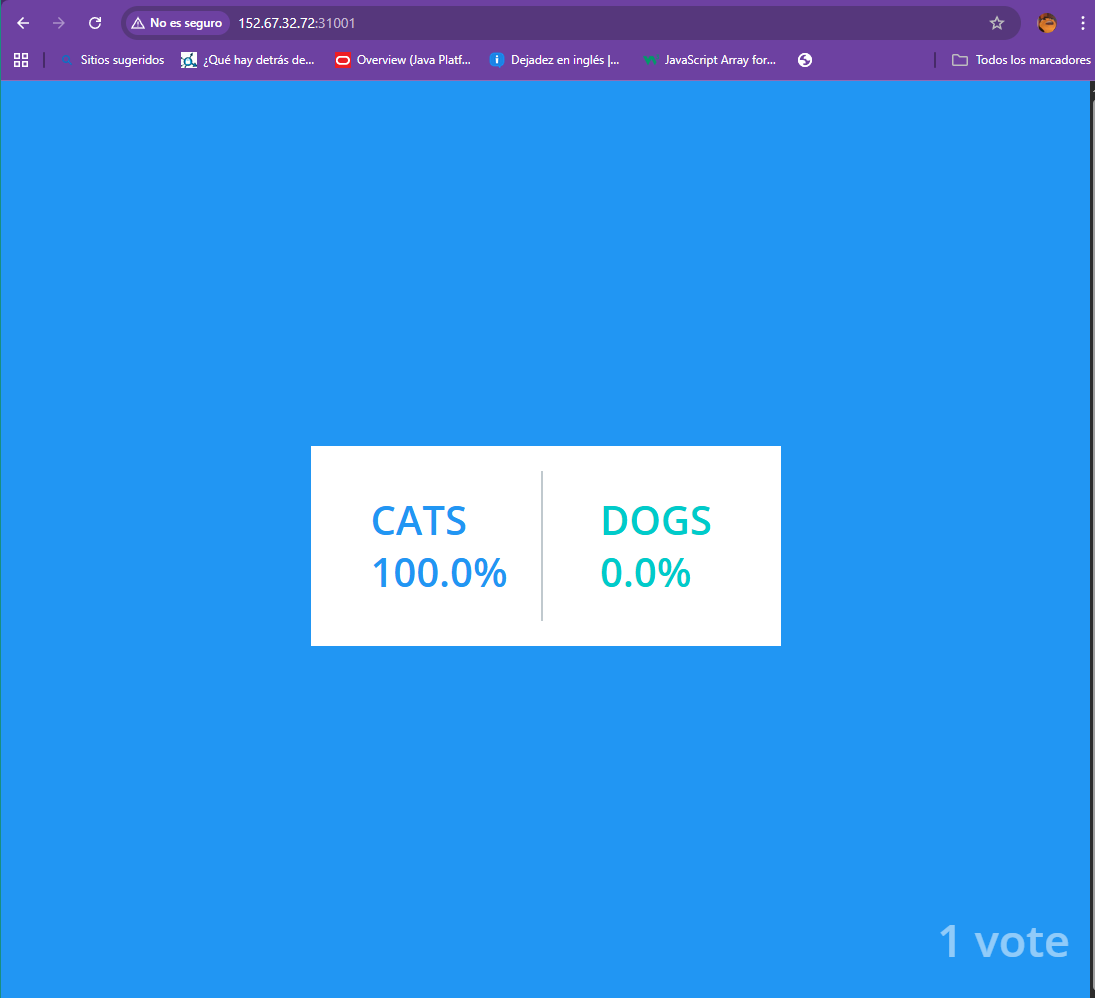 No es seguro 152.67.32.72:31001
Sitios sugeridos ¿Qué hay detrás de... Overview (Java Platf... Dejadez en inglés |... JavaScript Array for... Todos los marcadores
CATS DOGS
100.0% 0.0%
1 vote